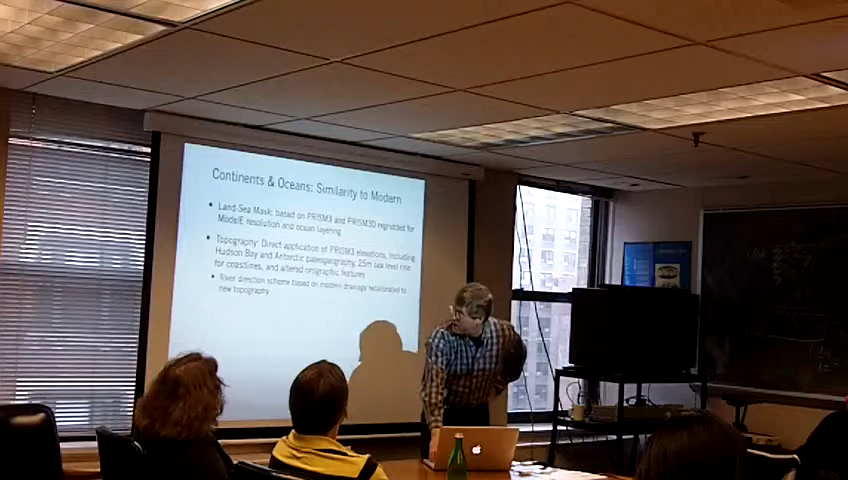 Continents & Oceans: Similarity to Modern
• Land-Sea Mask: based on PRISM3 and PRISM3D regridded for
ModelE resolution and ocean layering
• Topography: Direct application of PRISM3 elevations, including
Hudson Bay and Antarctic paleogeography, 25m sea level rise
for coastlines, and altered orographic features
• River direction scheme based on modern drainage recalibrated to
new topography